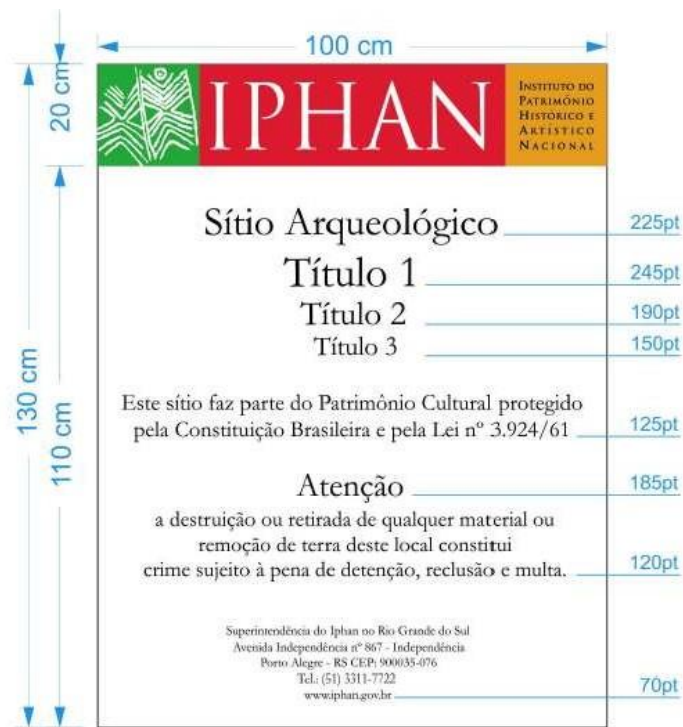 100 cm
20 cm
IPHAN
INSTITUTO DO
PATRIMÔNIO
HISTÓRICO E
ARTÍSTICO
NACIONAL
Sítio Arqueológico
225pt
Título 1
245pt
Título 2
190pt
Título 3
150pt
130 cm
110 cm
Este sítio faz parte do Patrimônio Cultural protegido
pela Constituição Brasileira e pela Lei nº 3.924/61
125pt
Atenção
185pt
a destruição ou retirada de qualquer material ou
remoção de terra deste local constitui
crime sujeito à pena de detenção, reclusão e multa.
120pt
Superintendência do Iphan no Rio Grande do Sul
Avenida Independência nº 867 - Independência
Porto Alegre - RS CEP: 900035-076
Tel.: (51) 3311-7722
www.iphan.gov.br
70pt